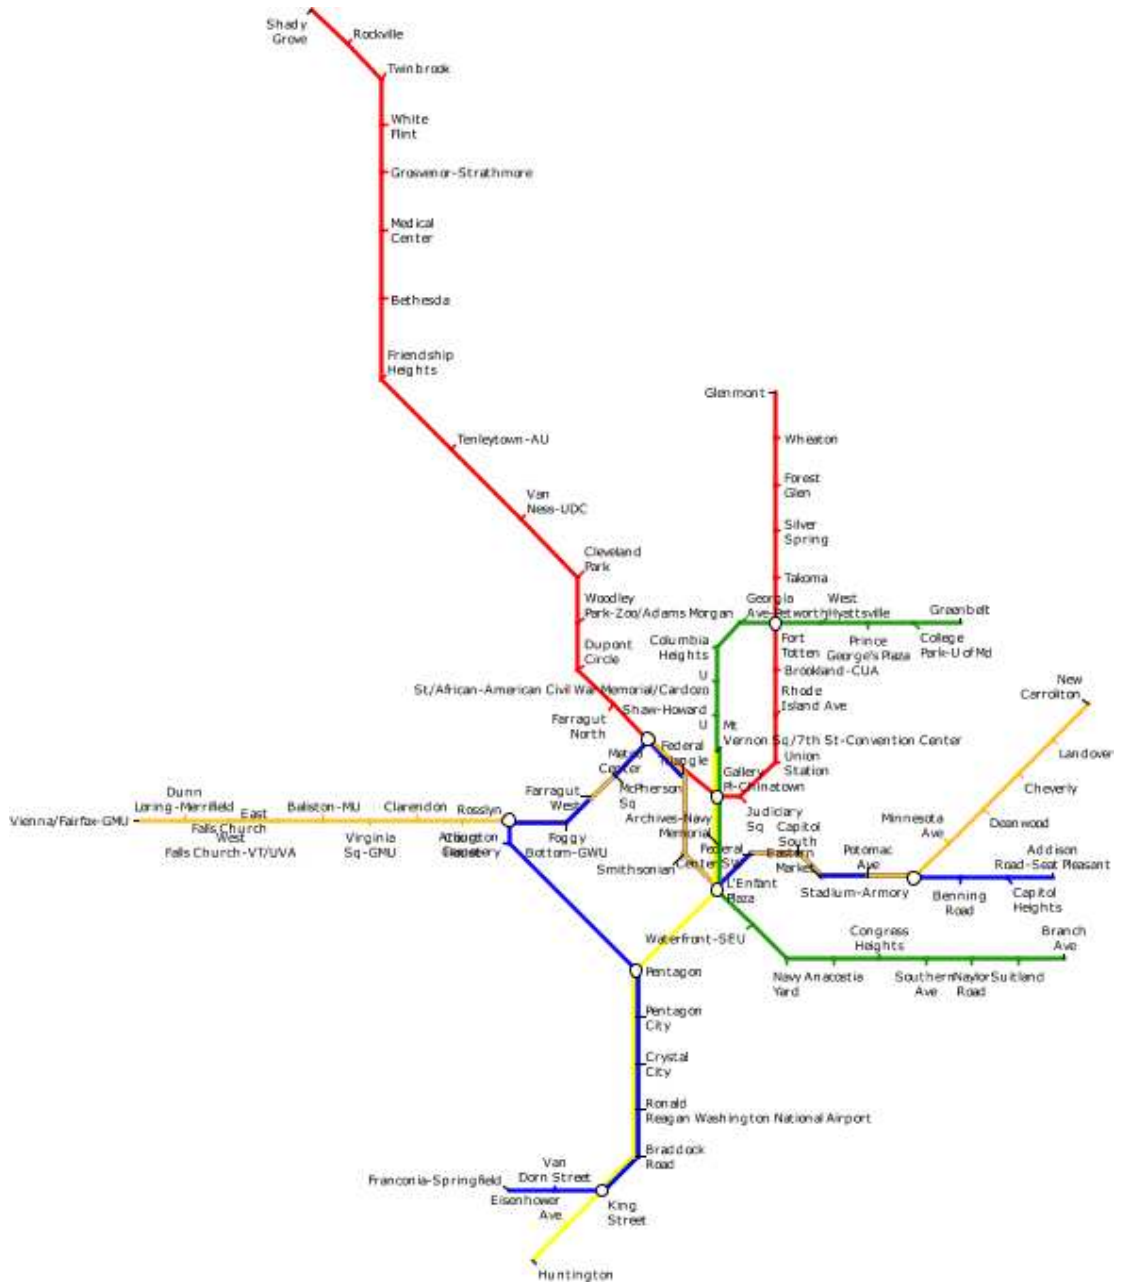 Shady
Grove
Rockville
Twinbrook
White
Flint
Grosvenor-Strathmore
Medical
Center
Bethesda
Friendship
Heights
Glenmont
Tenleytown-AU
Wheaton
Forest
Glen
Van
Ness-UDC
Silver
Spring
Cleveland
Park
Takoma
Woodley
Park-Zoo/Adams Morgan
Georgia
Ave-Petworth
West
Hyattsville
Greenbelt
Dupont
Circle
Columbia
Heights
Fort
Totten
Prince
George's Plaza
College
Park-U of Md
Brookland-CUA
U
St/African-American Civil War Memorial/Cardozo
Rhode
Island Ave
New
Carrollton
Farragut
North
Shaw-Howard
U
Mt
Vernon Sq/7th St-Convention Center
Landover
Metro
Center
Federal
Triangle
Gallery
Pl-Chinatown
Union
Station
Cheverly
Dunn
Loring-Merrifield
Ballston-MU
Clarendon
Rosslyn
Farragut
West
McPherson
Sq
Judiciary
Sq
Deanwood
Vienna/Fairfax-GMU
East
Falls Church
West
Falls Church-VT/UVA
Virginia
Sq-GMU
Cemetery
Foggy
Bottom-GWU
Archives-Navy
Memorial
Capitol
South
Minnesota
Ave
Smithsonian
Federal
Center SW
Eastern
Market
Potomac
Ave
Addison
Road-Seat Pleasant
L'Enfant
Plaza
Stadium-Armory
Benning
Road
Capitol
Heights
Waterfront-SEU
Congress
Heights
Branch
Ave
Pentagon
Navy
Yard
Anacostia
Southern
Ave
Naylor
Road
Suitland
Pentagon
City
Crystal
City
Ronald
Reagan Washington National Airport
Braddock
Road
Van
Dorn Street
Franconia-Springfield
Eisenhower
Ave
King
Street
Huntington